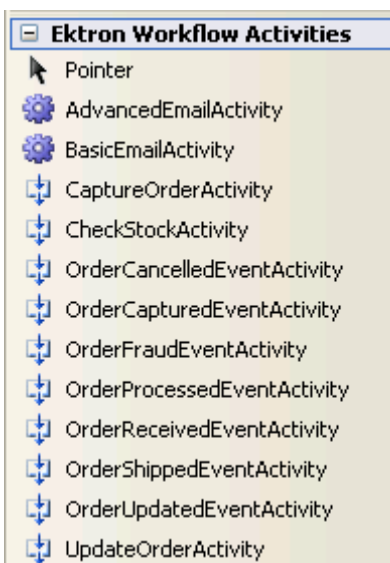 Ektron Workflow Activities
Pointer
AdvancedEmailActivity
BasicEmailActivity
CaptureOrderActivity
CheckStockActivity
OrderCancelledEventActivity
OrderCapturedEventActivity
OrderFraudEventActivity
OrderProcessedEventActivity
OrderReceivedEventActivity
OrderShippedEventActivity
OrderUpdatedEventActivity
UpdateOrderActivity